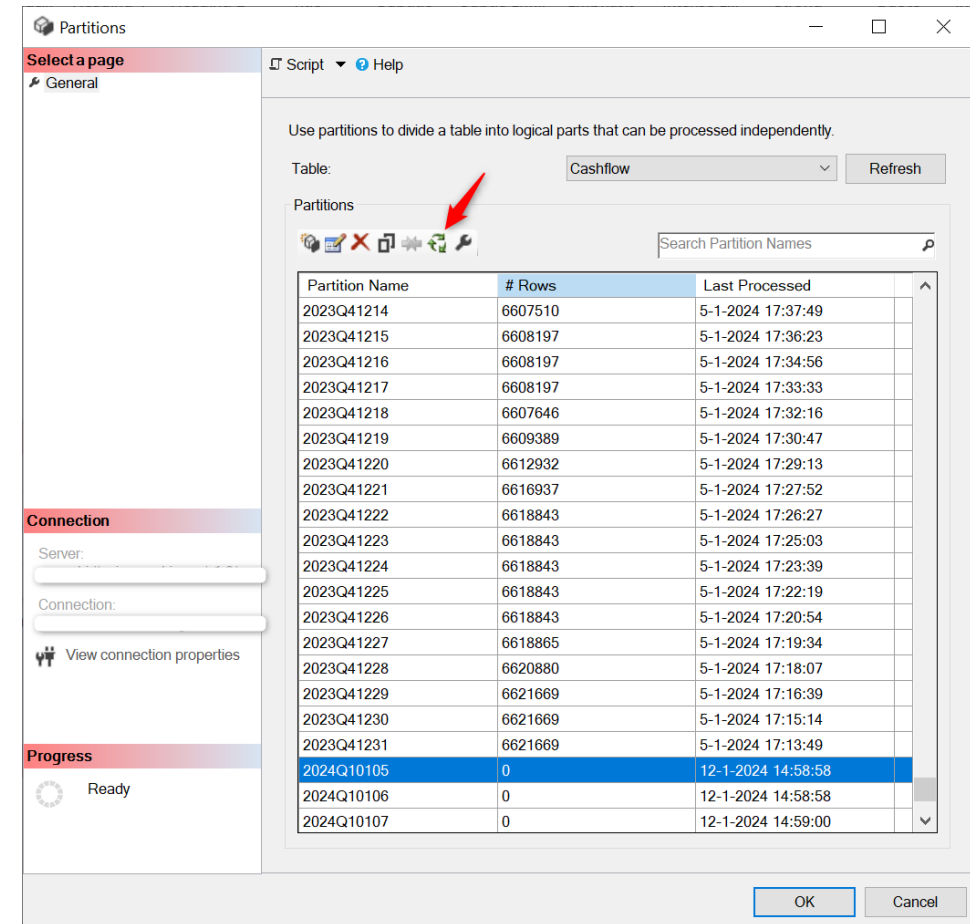 Partitions
Select a page
General
Script Help
Use partitions to divide a table into logical parts that can be processed independently.
Table: Cashflow Refresh
Partitions
Search Partition Names
Partition Name # Rows Last Processed
2023Q41214 6607510 5-1-2024 17:37:49
2023Q41215 6608197 5-1-2024 17:36:23
2023Q41216 6608197 5-1-2024 17:34:56
2023Q41217 6608197 5-1-2024 17:33:33
2023Q41218 6607646 5-1-2024 17:32:16
2023Q41219 6609389 5-1-2024 17:30:47
2023Q41220 6612932 5-1-2024 17:29:13
2023Q41221 6616937 5-1-2024 17:27:52
2023Q41222 6618843 5-1-2024 17:26:27
2023Q41223 6618843 5-1-2024 17:25:03
2023Q41224 6618843 5-1-2024 17:23:39
2023Q41225 6618843 5-1-2024 17:22:19
2023Q41226 6618843 5-1-2024 17:20:54
2023Q41227 6618865 5-1-2024 17:19:34
2023Q41228 6620880 5-1-2024 17:18:07
2023Q41229 6621669 5-1-2024 17:16:39
2023Q41230 6621669 5-1-2024 17:15:14
2023Q41231 6621669 5-1-2024 17:13:49
2024Q10105 0 12-1-2024 14:58:58
2024Q10106 0 12-1-2024 14:58:58
2024Q10107 0 12-1-2024 14:59:00
Connection
Server:
Connection:
View connection properties
Progress
Ready
OK Cancel